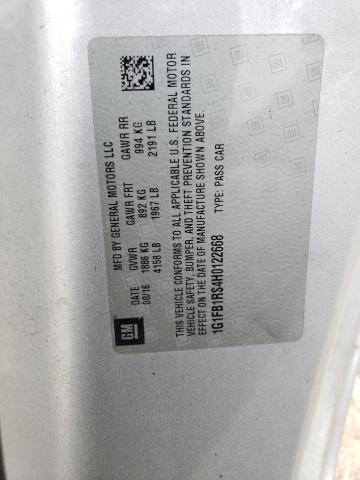 MFD BY GENERAL MOTORS LLC
DATE GVWR GAWR FRT GAWR RR
08/16 1886 KG 892 KG 994 KG
4158 LB 1967 LB 2191 LB
GM
THIS VEHICLE CONFORMS TO ALL APPLICABLE U.S. FEDERAL MOTOR
VEHICLE SAFETY, BUMPER, AND THEFT PREVENTION STANDARDS IN
EFFECT ON THE DATE OF MANUFACTURE SHOWN ABOVE.
1G1FB1RS4H0122668 TYPE: PASS CAR